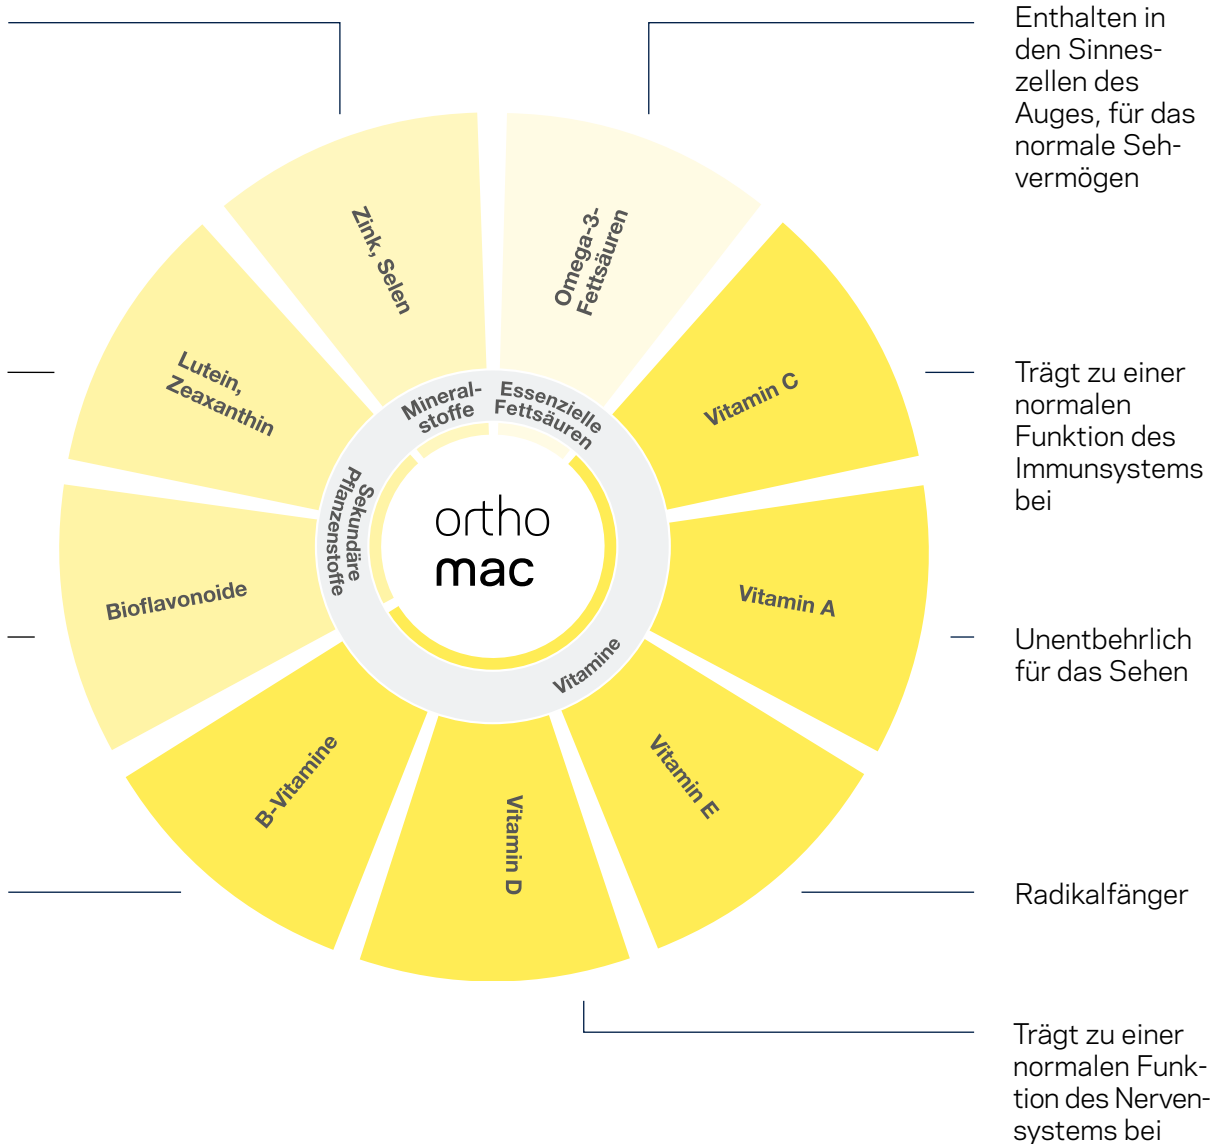 Enthalten in
den Sinnes-
zellen des
Auges, für das
normale Seh-
vermögen
Zink, Selen
Omega-3-
Fettsäuren
Lutein,
Zeaxanthin
Vitamin C
Trägt zu einer
normalen
Funktion des
Immunsystems
bei
Mineral-
stoffe
Essenzielle
Fettsäuren
Sekundäre
Pflanzenstoffe
ortho
mac
Bioflavonoide
Vitamin A
Unentbehrlich
für das Sehen
Vitamine
B-Vitamine
Vitamin D
Vitamin E
Radikalfänger
Trägt zu einer
normalen Funk-
tion des Nerven-
systems bei